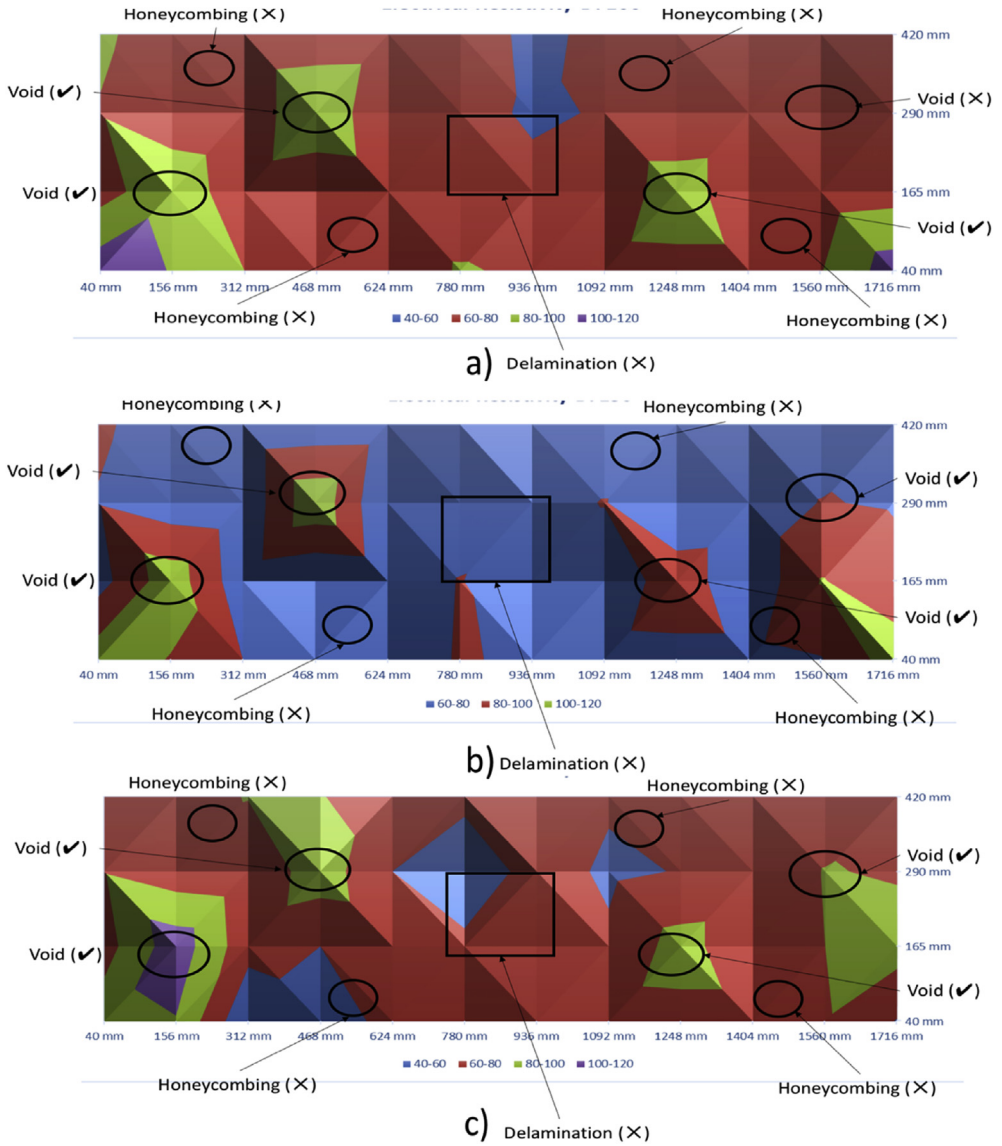 Honeycombing (✕)
Honeycombing (✕)
420 mm
Void (✔)
Void (✕)
290 mm
Void (✔)
165 mm
Void (✔)
40 mm
40 mm 156 mm 312 mm 468 mm 624 mm 780 mm 936 mm 1092 mm 1248 mm 1404 mm 1560 mm 1716 mm
Honeycombing (✕)
40-60 60-80 80-100 100-120
Honeycombing (✕)
a)
Delamination (✕)
Honeycombing (✕)
Honeycombing (✕)
420 mm
Void (✔)
Void (✔)
290 mm
Void (✔)
165 mm
Void (✔)
40 mm
40 mm 156 mm 312 mm 468 mm 624 mm 780 mm 936 mm 1092 mm 1248 mm 1404 mm 1560 mm 1716 mm
Honeycombing (✕)
60-80 80-100 100-120
Honeycombing (✕)
b)
Delamination (✕)
Honeycombing (✕)
Honeycombing (✕)
420 mm
Void (✔)
Void (✔)
290 mm
Void (✔)
165 mm
Void (✔)
40 mm
40 mm 156 mm 312 mm 468 mm 624 mm 780 mm 936 mm 1092 mm 1248 mm 1404 mm 1560 mm 1716 mm
40-60 60-80 80-100 100-120
Honeycombing (✕)
Honeycombing (✕)
c)
Delamination (✕)